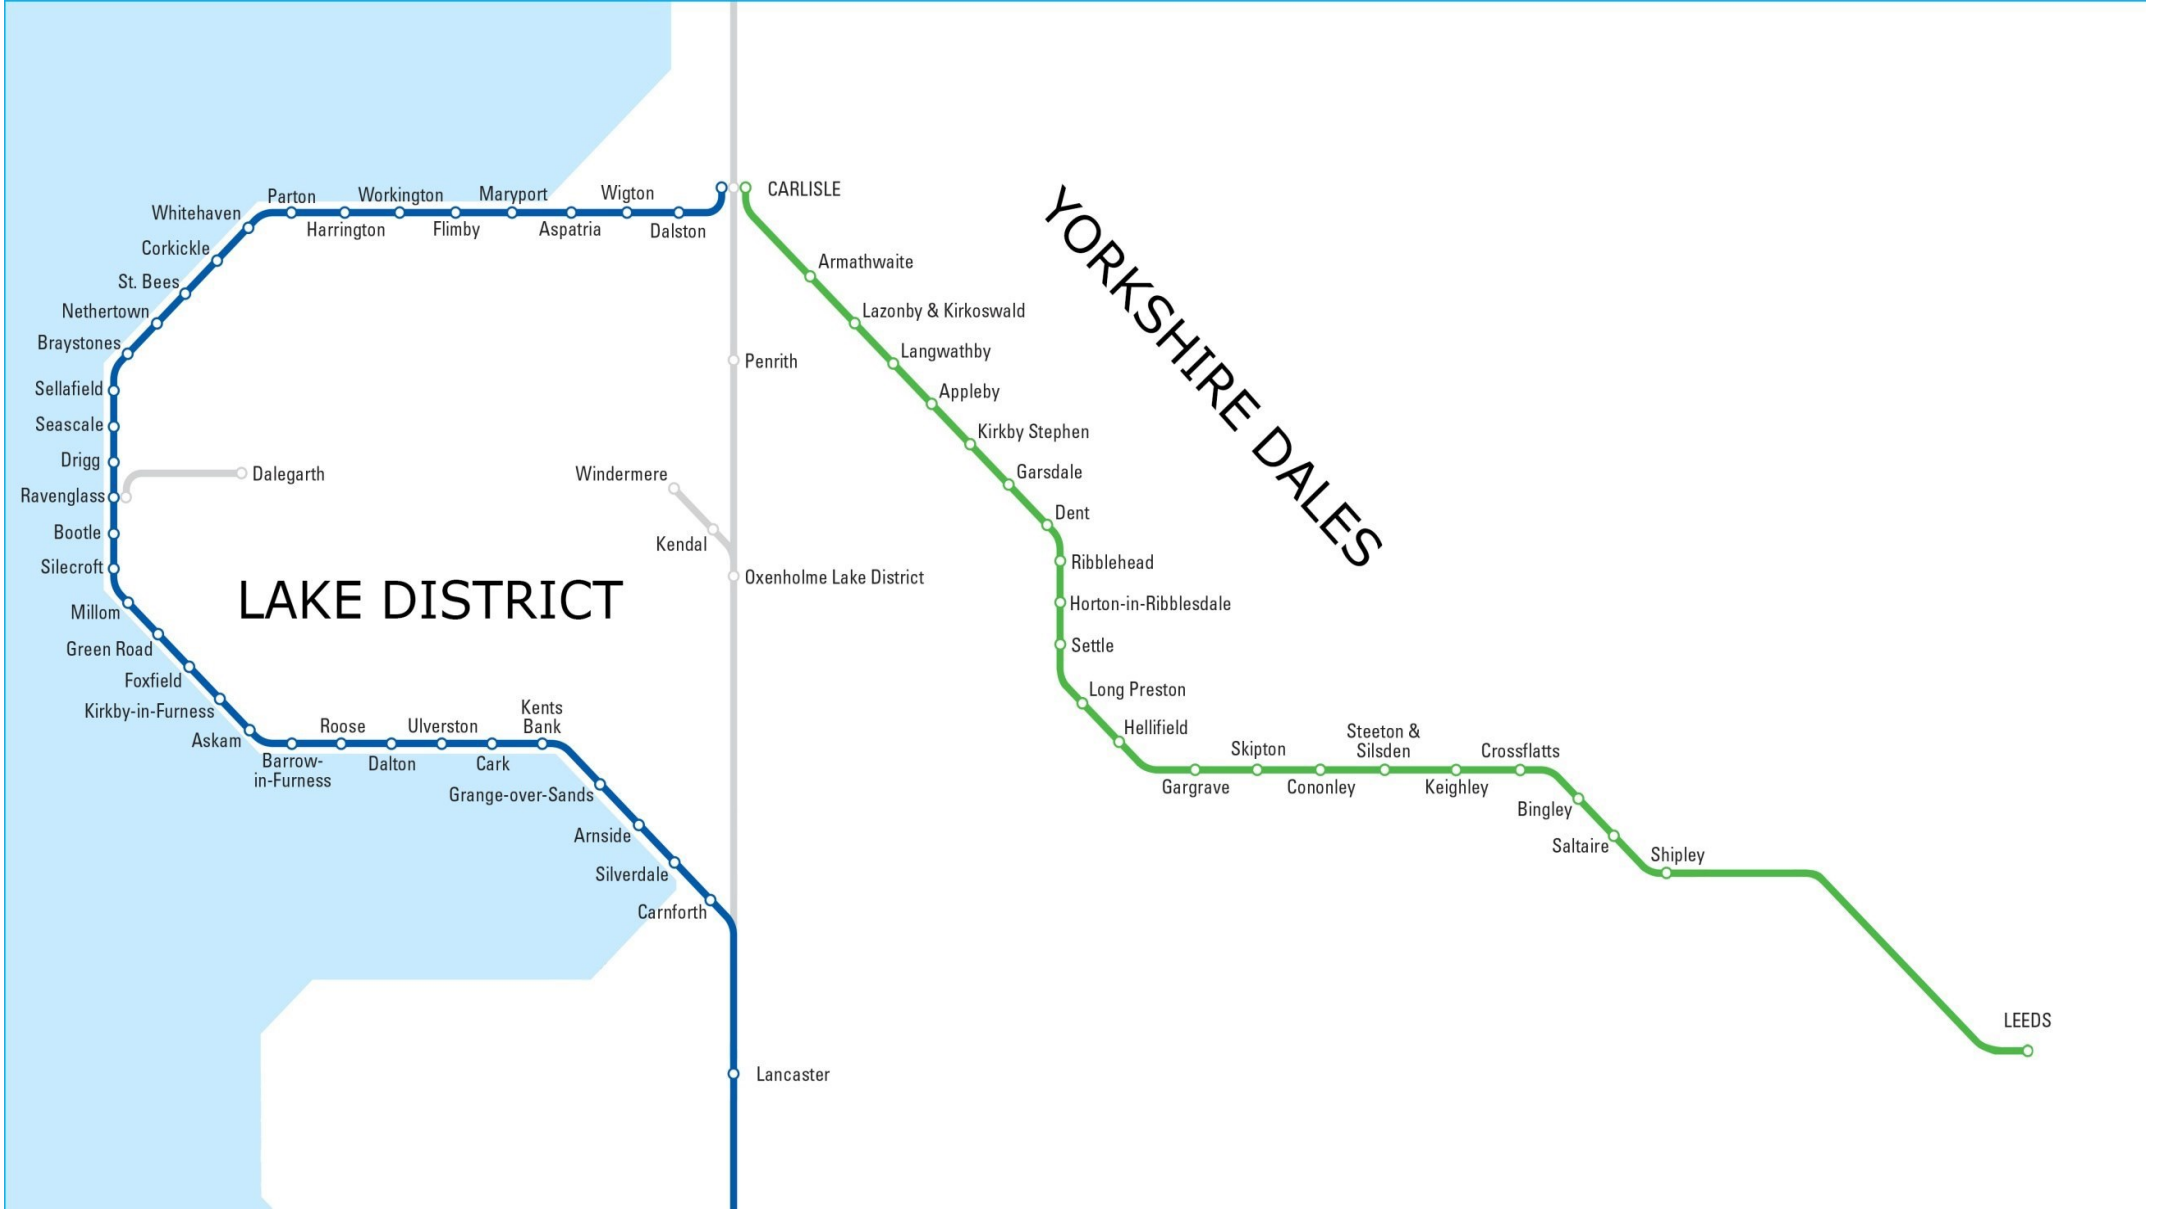 CARLISLE
Wigton
Dalston
Maryport
Aspatria
Workington
Flimby
Parton
Harrington
Whitehaven
Corkickle
St. Bees
Nethertown
Braystones
Sellafield
Seascale
Drigg
Ravenglass
Dalegarth
Bootle
Silecroft
Millom
Green Road
Foxfield
Kirkby-in-Furness
Askam
Barrow-
in-Furness
Roose
Dalton
Ulverston
Cark
Kents
Bank
Grange-over-Sands
Arnside
Silverdale
Carnforth
Lancaster
LAKE DISTRICT
Penrith
Windermere
Kendal
Oxenholme Lake District
YORKSHIRE DALES
Armathwaite
Lazonby & Kirkoswald
Langwathby
Appleby
Kirkby Stephen
Garsdale
Dent
Ribblehead
Horton-in-Ribblesdale
Settle
Long Preston
Hellifield
Gargrave
Skipton
Cononley
Steeton &
Silsden
Keighley
Crossflatts
Bingley
Saltaire
Shipley
LEEDS